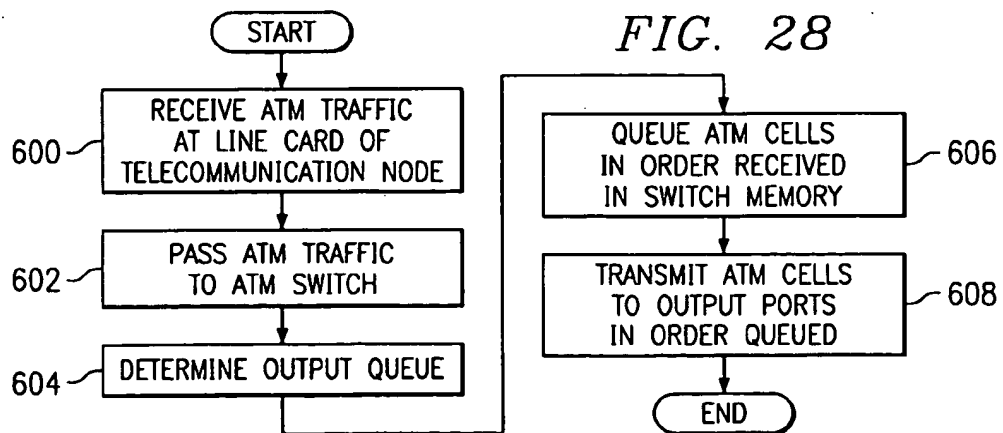 FIG. 28
START
600
RECEIVE ATM TRAFFIC
AT LINE CARD OF
TELECOMMUNICATION NODE
602
PASS ATM TRAFFIC
TO ATM SWITCH
604
DETERMINE OUTPUT QUEUE
QUEUE ATM CELLS
IN ORDER RECEIVED
IN SWITCH MEMORY
606
TRANSMIT ATM CELLS
TO OUTPUT PORTS
IN ORDER QUEUED
608
END